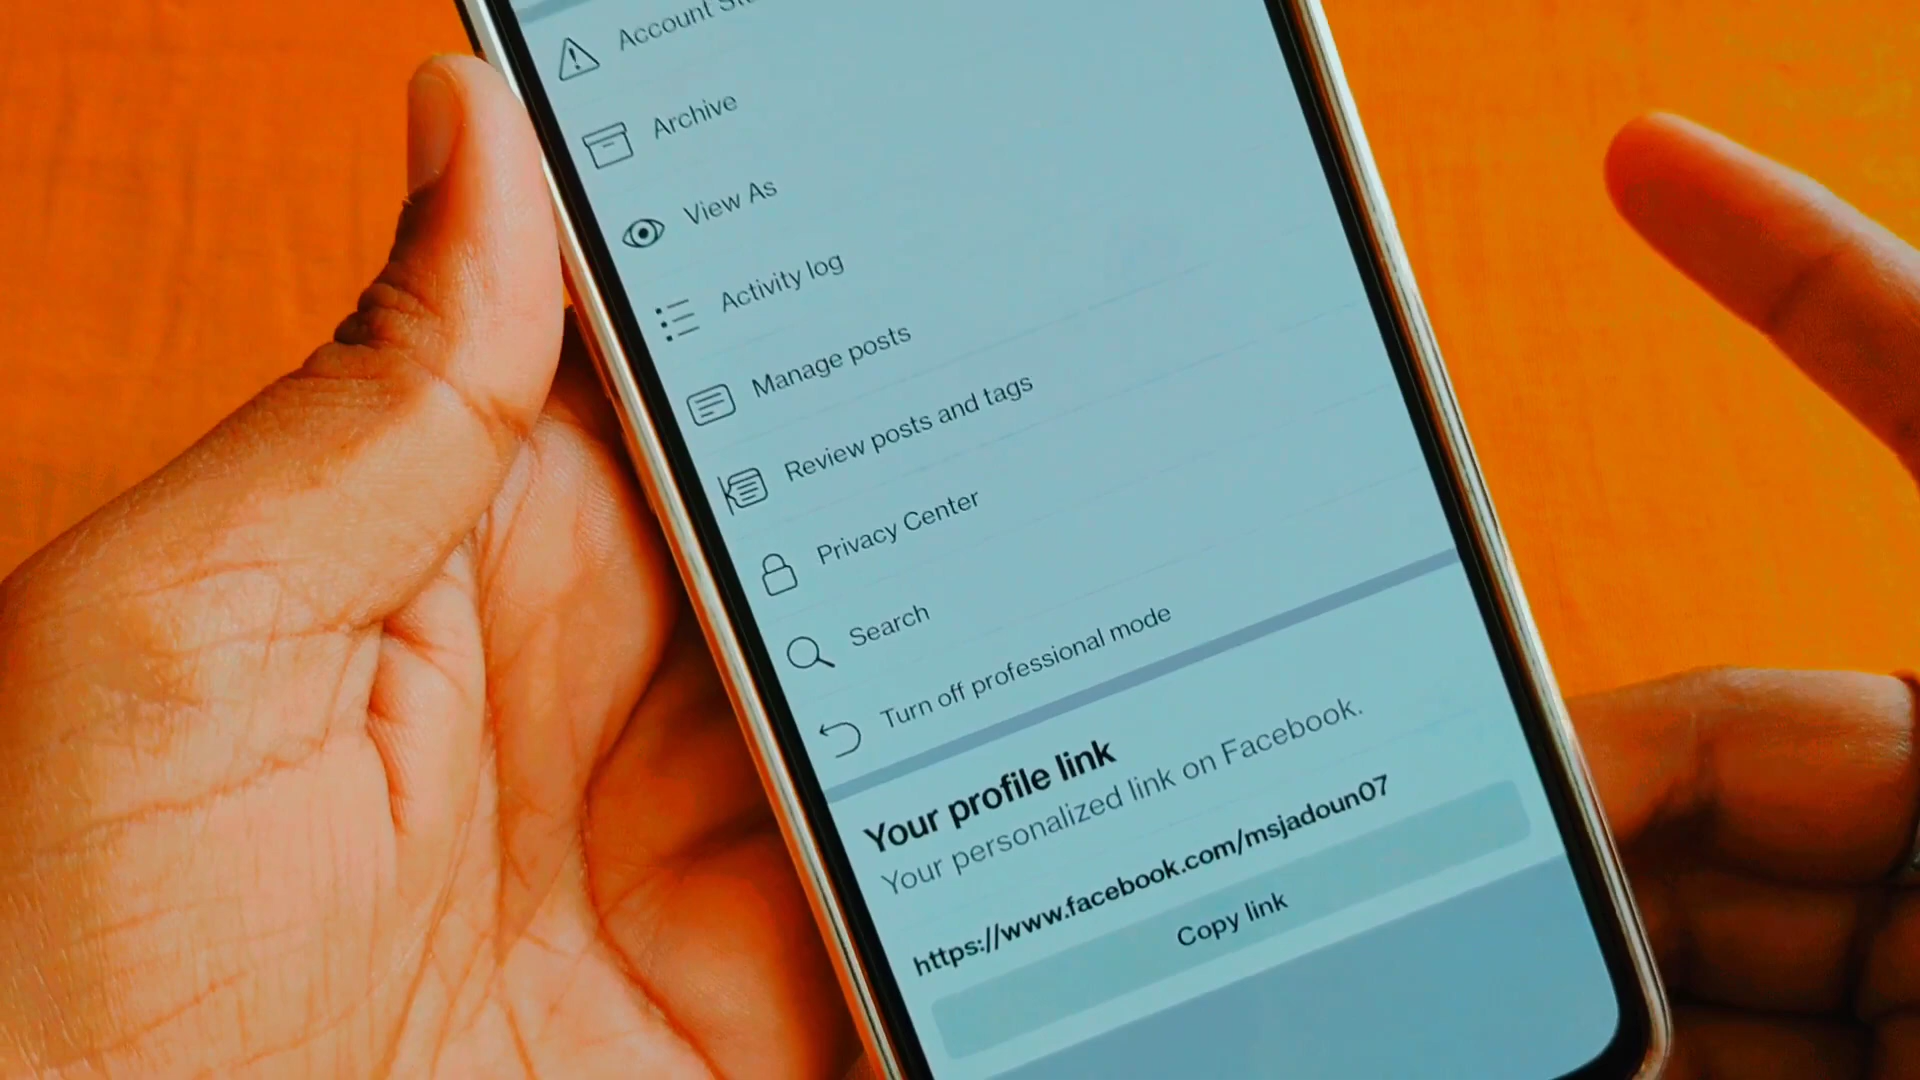 Account
Archive
View As
Activity log
Manage posts
Review posts and tags
Privacy Center
Search
Turn off professional mode
Your profile link
Your personalized link on Facebook.
https://www.facebook.com/msjadoun07
Copy link